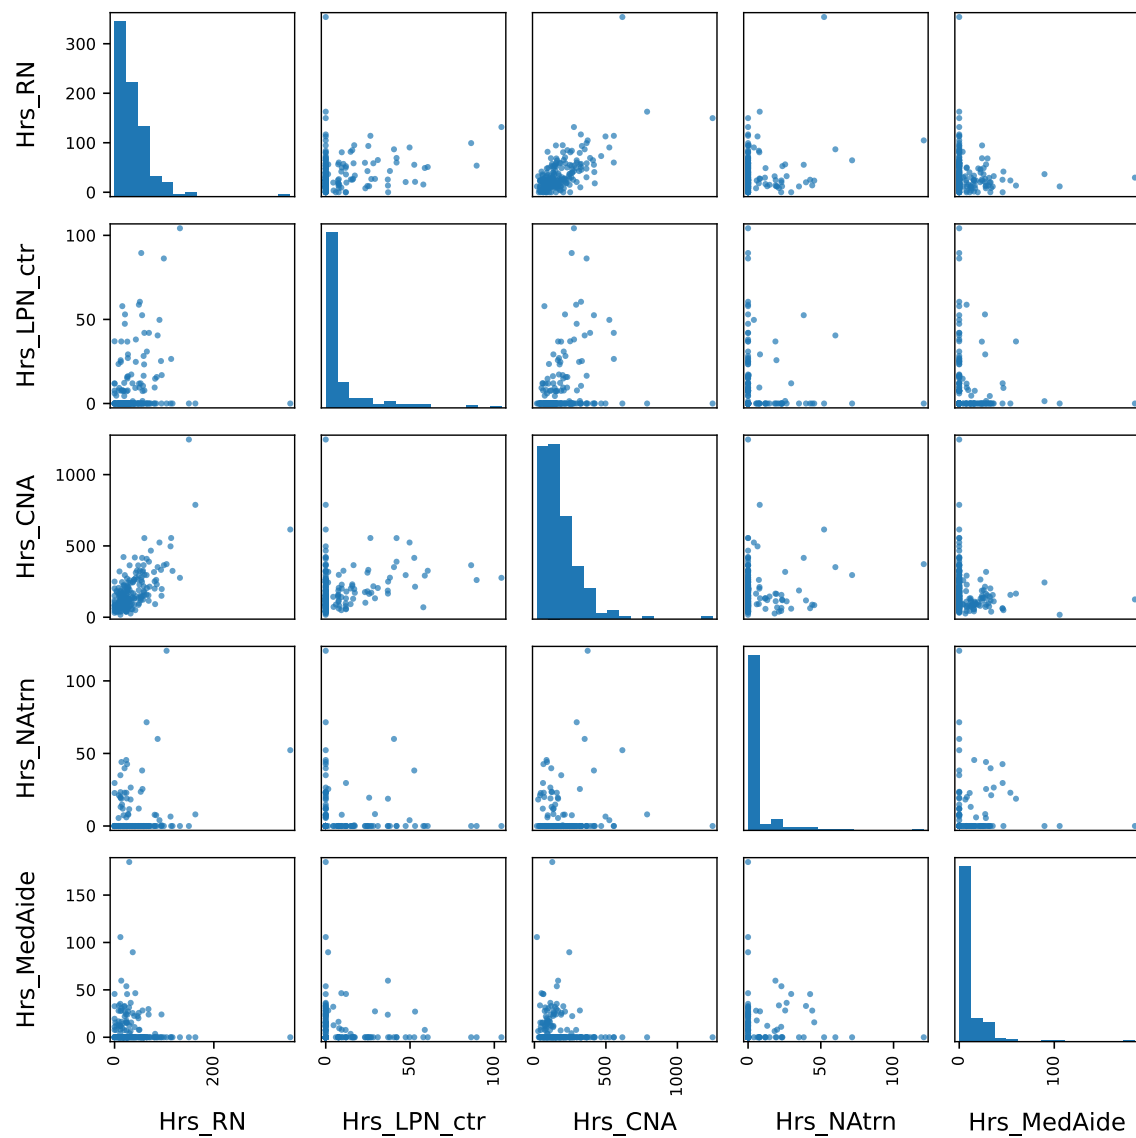 Hrs_RN
300
200
100
0
Hrs_LPN_ctr
100
50
0
Hrs_CNA
1000
500
0
Hrs_NAtrn
100
50
0
Hrs_MedAide
150
100
50
0
0 200 0 50 100 0 500 1000 0 50 100 0 100
Hrs_RN Hrs_LPN_ctr Hrs_CNA Hrs_NAtrn Hrs_MedAide